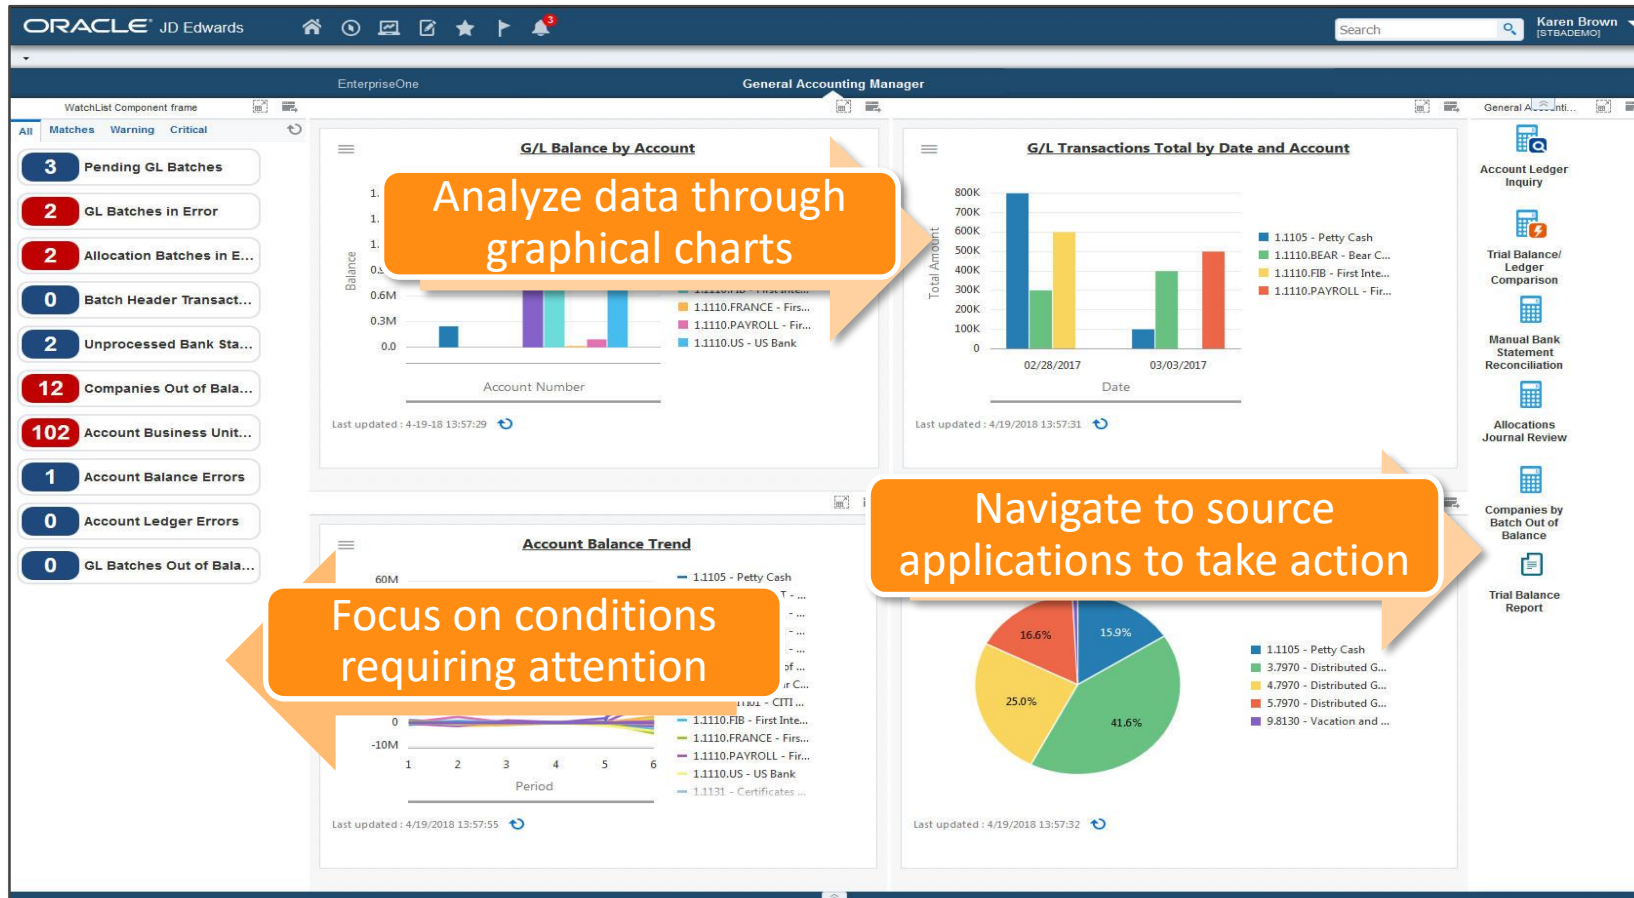 ORACLE JD Edwards
3
Search
Karen Brown
[STBADEMO]
EnterpriseOne
General Accounting Manager
WatchList Component frame
All Matches Warning Critical
3 Pending GL Batches
2 GL Batches in Error
2 Allocation Batches in E...
0 Batch Header Transact...
2 Unprocessed Bank Sta...
12 Companies Out of Bala...
102 Account Business Unit...
1 Account Balance Errors
0 Account Ledger Errors
0 GL Batches Out of Bala...
G/L Balance by Account
Analyze data through
graphical charts
Balance
0.6M
0.3M
0.0
1.1110.FRANCE - Firs...
1.1110.PAYROLL - Fir...
1.1110.US - US Bank
Account Number
Last updated : 4-19-18 13:57:29
G/L Transactions Total by Date and Account
Total Amount
800K
700K
600K
500K
400K
300K
200K
100K
0
02/28/2017
03/03/2017
Date
1.1105 - Petty Cash
1.1110.BEAR - Bear C...
1.1110.FIB - First Inte...
1.1110.PAYROLL - Fir...
Last updated : 4/19/2018 13:57:31
Account Balance Trend
60M
0
-10M
1 2 3 4 5 6
Period
Focus on conditions
requiring attention
1.1105 - Petty Cash
1.1110.FIB - First Inte...
1.1110.FRANCE - Firs...
1.1110.PAYROLL - Fir...
1.1110.US - US Bank
1.1131 - Certificates ...
Last updated : 4/19/2018 13:57:55
Navigate to source
applications to take action
15.9%
16.6%
25.0%
41.6%
1.1105 - Petty Cash
3.7970 - Distributed G...
4.7970 - Distributed G...
5.7970 - Distributed G...
9.8130 - Vacation and ...
Last updated : 4/19/2018 13:57:32
General
Account Ledger
Inquiry
Trial Balance/
Ledger
Comparison
Manual Bank
Statement
Reconciliation
Allocations
Journal Review
Companies by
Batch Out of
Balance
Trial Balance
Report